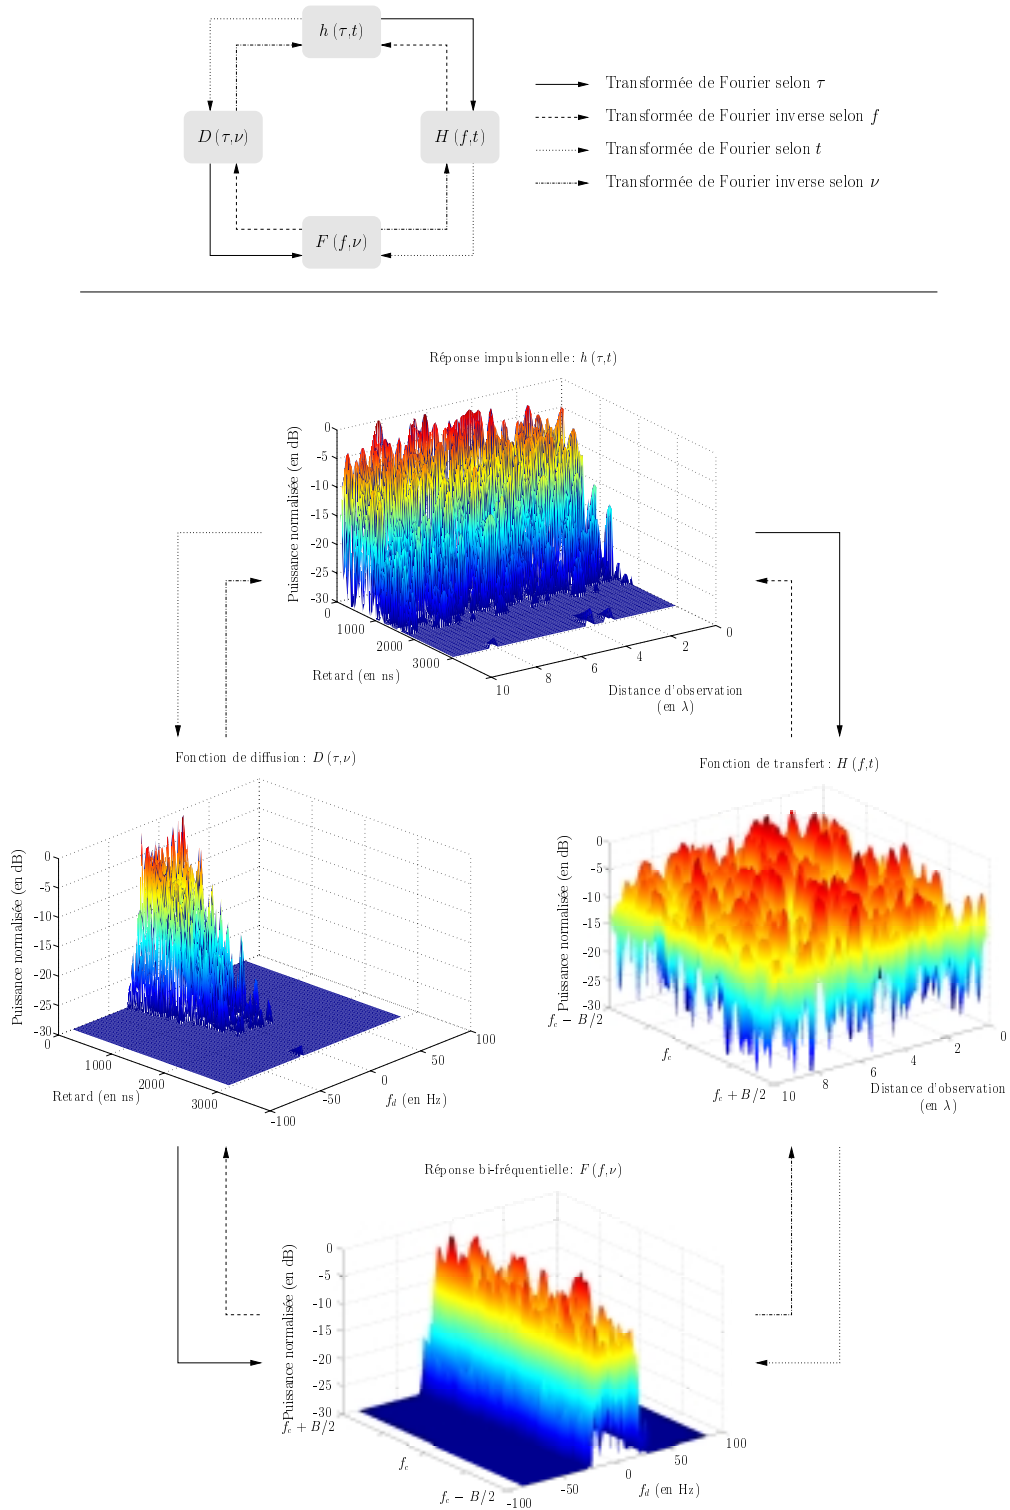 h (τ,t)
D (τ,ν)
H (f,t)
F (f,ν)
Transformée de Fourier selon τ
Transformée de Fourier inverse selon f
Transformée de Fourier selon t
Transformée de Fourier inverse selon ν
Réponse impulsionnelle : h (τ,t)
Puissance normalisée (en dB)
0
-5
-10
-15
-20
-25
-30
0
1000
2000
3000
Retard (en ns)
10
8
6
4
2
0
Distance d'observation
(en λ)
Fonction de diffusion : D (τ,ν)
Puissance normalisée (en dB)
0
-5
-10
-15
-20
-25
-30
0
1000
2000
3000
Retard (en ns)
-100
-50
0
50
100
f_d (en Hz)
Fonction de transfert : H (f,t)
Puissance normalisée (en dB)
0
-5
-10
-15
-20
-25
-30
f_c − B/2
f_c
f_c + B/2
10
8
6
4
2
0
Distance d'observation
(en λ)
Réponse bi-fréquentielle : F (f,ν)
Puissance normalisée (en dB)
0
-5
-10
-15
-20
-25
-30
f_c + B/2
f_c
f_c − B/2
-100
-50
0
50
100
f_d (en Hz)